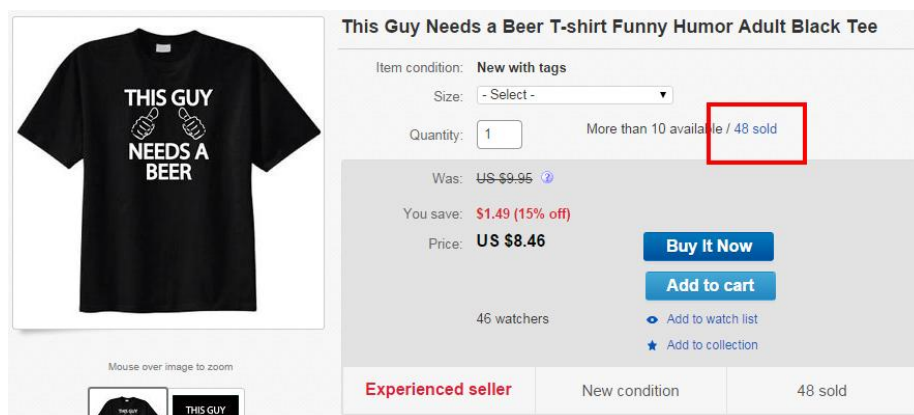 This Guy Needs a Beer T-shirt Funny Humor Adult Black Tee
THIS GUY
NEEDS A
BEER
Item condition: New with tags
Size: - Select -
Quantity: 1 More than 10 available / 48 sold
Was: US $9.95
You save: $1.49 (15% off)
Price: US $8.46
Buy It Now
Add to cart
46 watchers
Add to watch list
Add to collection
Mouse over image to zoom
THIS GUY
THIS GUY
Experienced seller New condition 48 sold